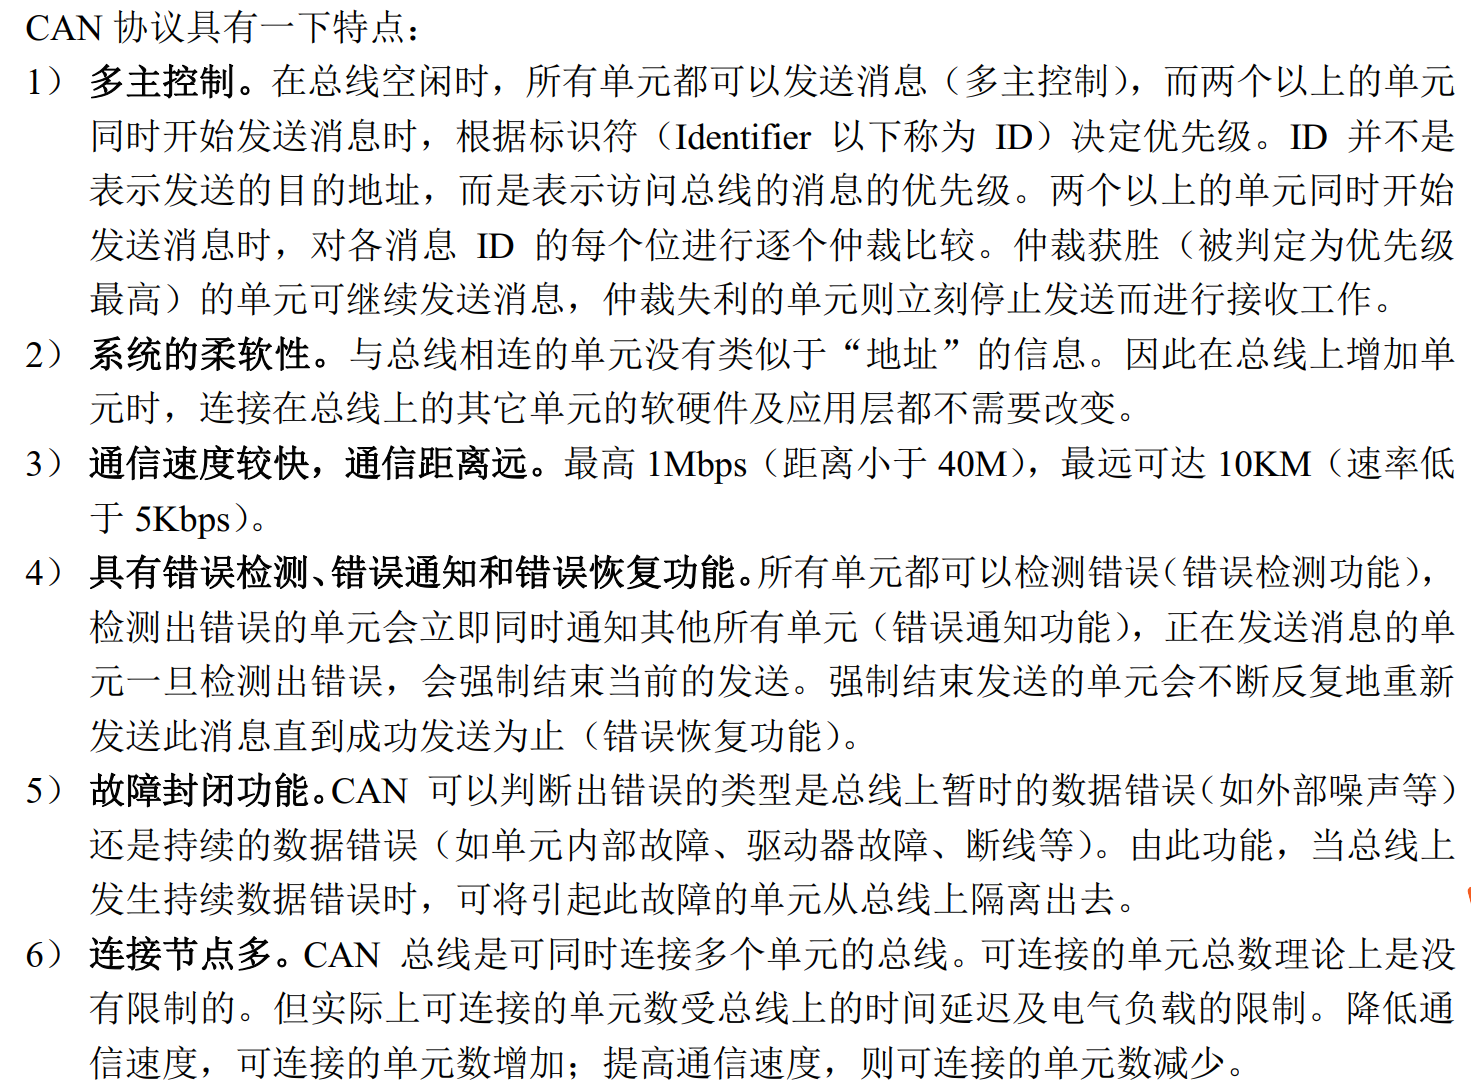 CAN 协议具有一下特点：
1） 多主控制。在总线空闲时，所有单元都可以发送消息（多主控制），而两个以上的单元
同时开始发送消息时，根据标识符（Identifier 以下称为 ID）决定优先级。ID 并不是
表示发送的目的地址，而是表示访问总线的消息的优先级。两个以上的单元同时开始
发送消息时，对各消息 ID 的每个位进行逐个仲裁比较。仲裁获胜（被判定为优先级
最高）的单元可继续发送消息，仲裁失利的单元则立刻停止发送而进行接收工作。
2） 系统的柔软性。与总线相连的单元没有类似于“地址”的信息。因此在总线上增加单
元时，连接在总线上的其它单元的软硬件及应用层都不需要改变。
3） 通信速度较快，通信距离远。最高 1Mbps（距离小于 40M），最远可达 10KM（速率低
于 5Kbps）。
4） 具有错误检测、错误通知和错误恢复功能。所有单元都可以检测错误（错误检测功能），
检测出错误的单元会立即同时通知其他所有单元（错误通知功能），正在发送消息的单
元一旦检测出错误，会强制结束当前的发送。强制结束发送的单元会不断反复地重新
发送此消息直到成功发送为止（错误恢复功能）。
5） 故障封闭功能。CAN 可以判断出错误的类型是总线上暂时的数据错误（如外部噪声等）
还是持续的数据错误（如单元内部故障、驱动器故障、断线等）。由此功能，当总线上
发生持续数据错误时，可将引起此故障的单元从总线上隔离出去。
6） 连接节点多。CAN 总线是可同时连接多个单元的总线。可连接的单元总数理论上是没
有限制的。但实际上可连接的单元数受总线上的时间延迟及电气负载的限制。降低通
信速度，可连接的单元数增加；提高通信速度，则可连接的单元数减少。